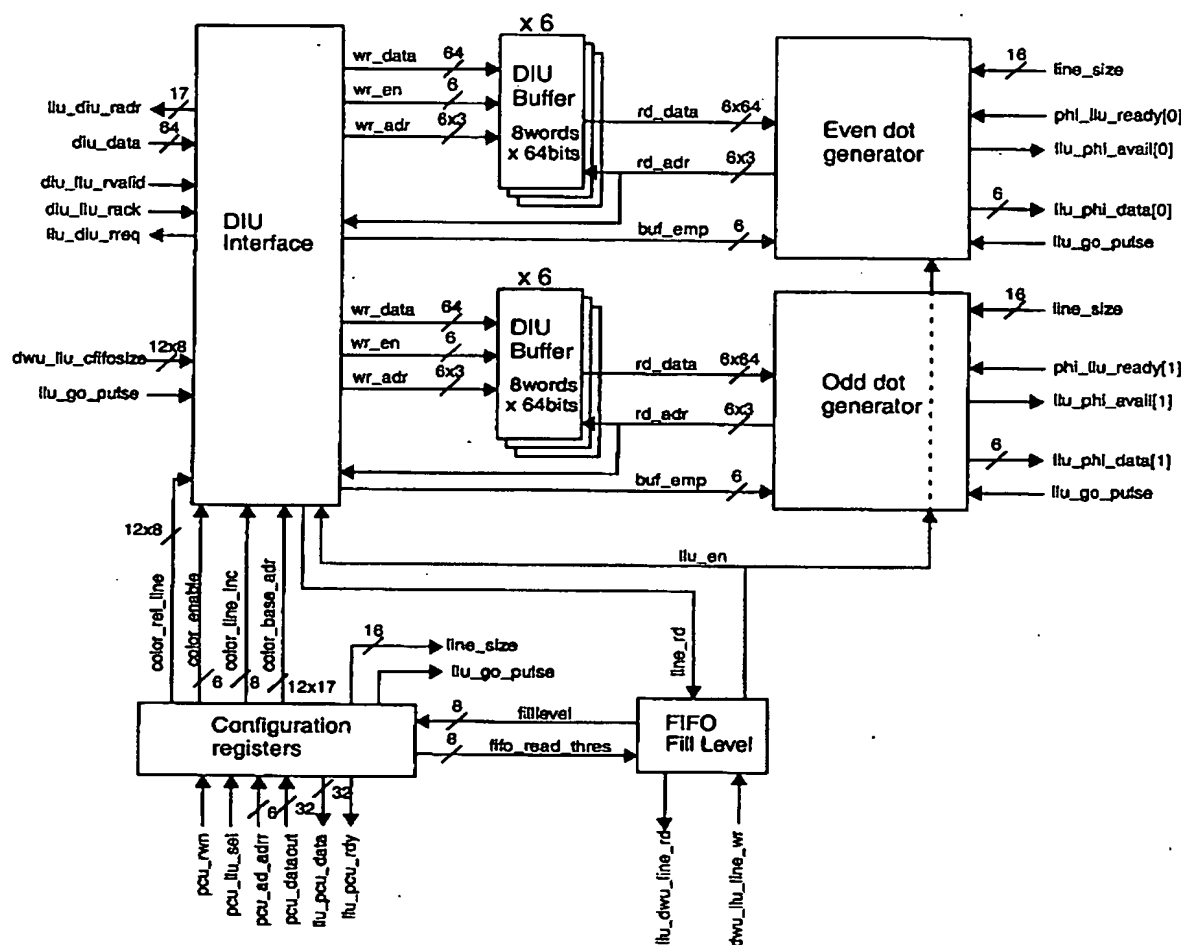 x 6
wr_data
64
wr_en
6
wr_adr
6x3
DIU
Buffer
8words
x 64bits
rd_data
6x64
rd_adr
6x3
buf_emp
6
Even dot
generator
16
line_size
phi_llu_ready[0]
llu_phi_avail[0]
6
llu_phi_data[0]
llu_go_pulse
17
llu_diu_radr
64
diu_data
diu_llu_rvalid
diu_llu_rack
llu_diu_rreq
DIU
Interface
12x8
dwu_llu_cfifosize
llu_go_pulse
x 6
wr_data
64
wr_en
6
wr_adr
6x3
DIU
Buffer
8words
x 64bits
rd_data
6x64
rd_adr
6x3
buf_emp
6
Odd dot
generator
16
line_size
phi_llu_ready[1]
llu_phi_avail[1]
6
llu_phi_data[1]
llu_go_pulse
12x8
color_rel_line
color_enable
color_line_inc
color_base_adr
6
8
12x17
llu_en
line_rd
16
line_size
llu_go_pulse
Configuration
registers
8
filllevel
8
fifo_read_thres
FIFO
Fill Level
6
32
32
pcu_rwn
pcu_llu_sel
pcu_ad_adrr
pcu_dataout
llu_pcu_data
llu_pcu_rdy
llu_dwu_line_rd
dwu_llu_line_wr